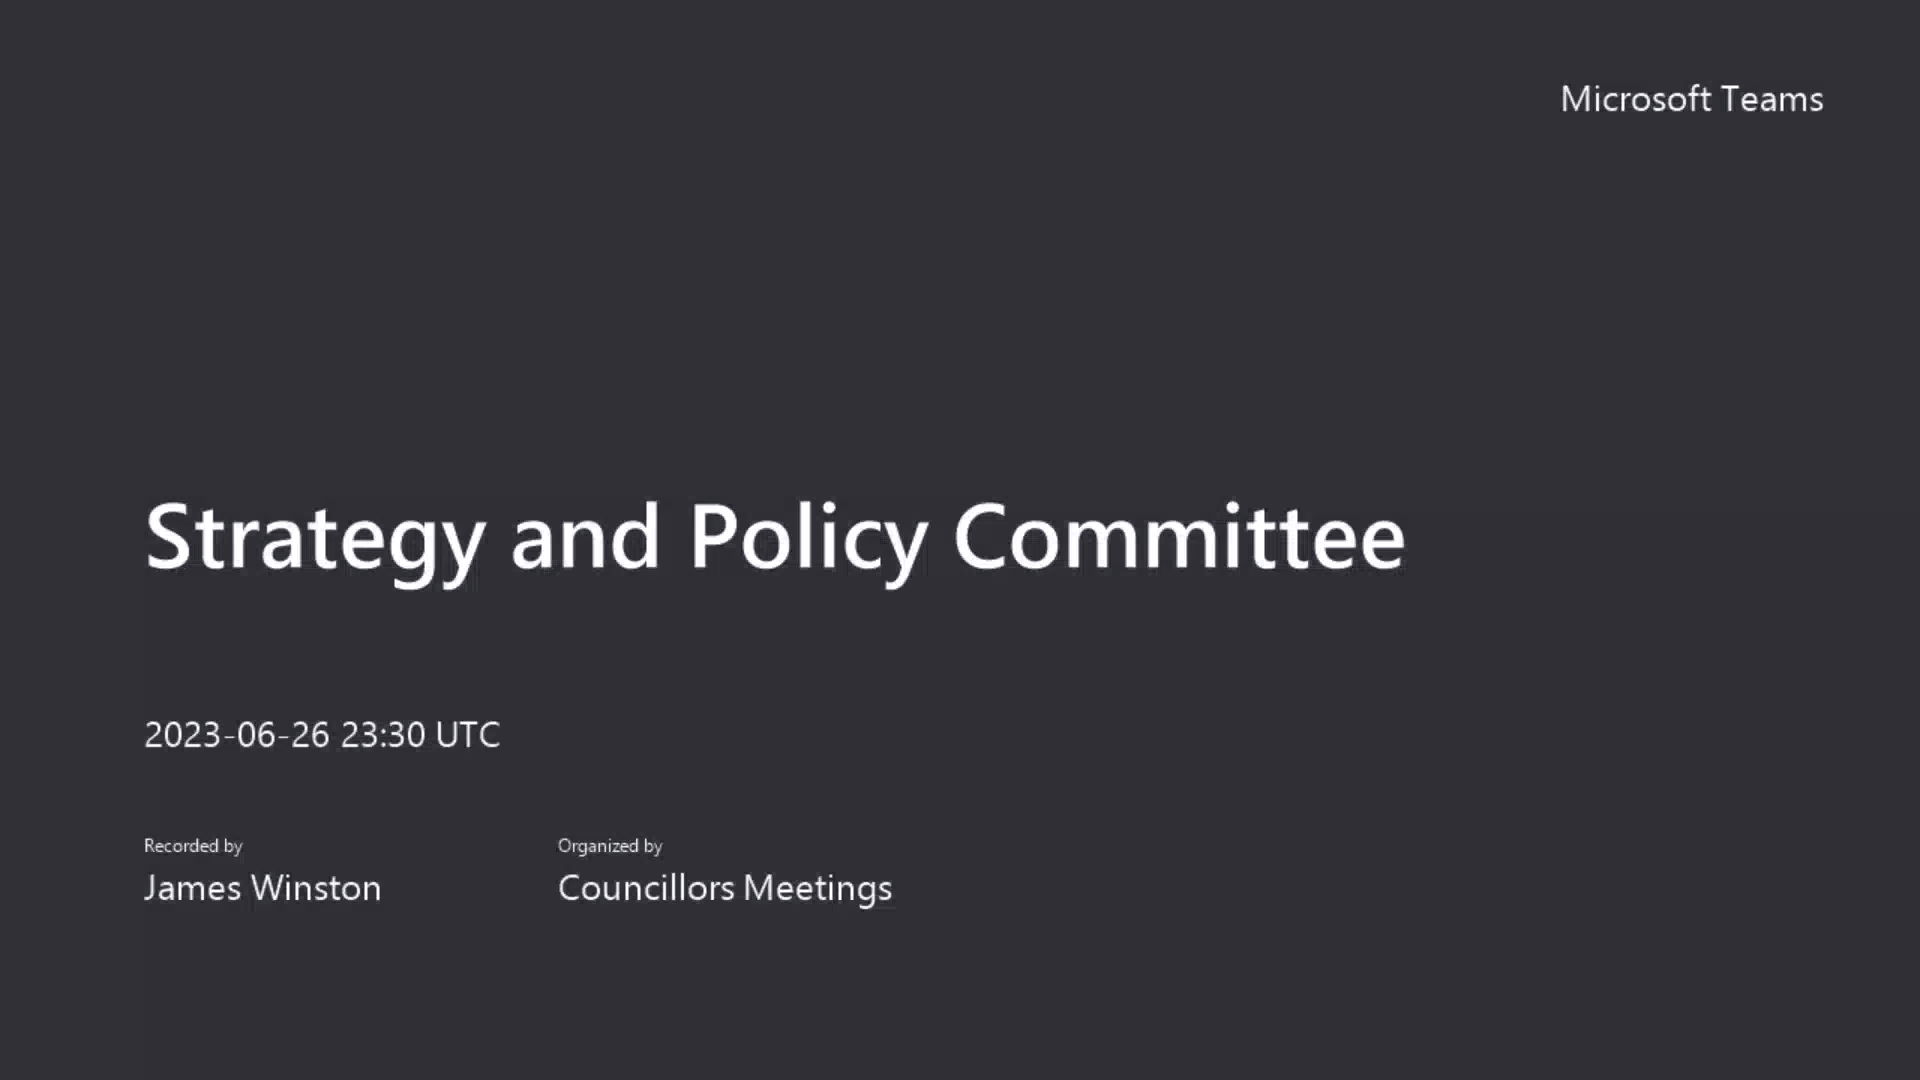 Microsoft Teams
Strategy and Policy Committee
2023-06-26 23:30 UTC
Recorded by
James Winston
Organized by
Councillors Meetings